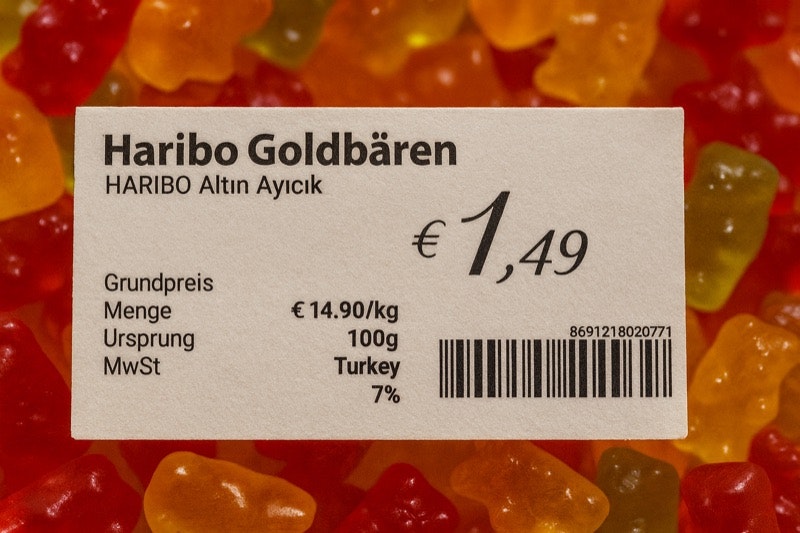 Haribo Goldbären
HARIBO Altın Ayıcık
€ 1,49
Grundpreis
Menge € 14.90/kg
Ursprung 100g
MwSt Turkey
7%
8691218020771